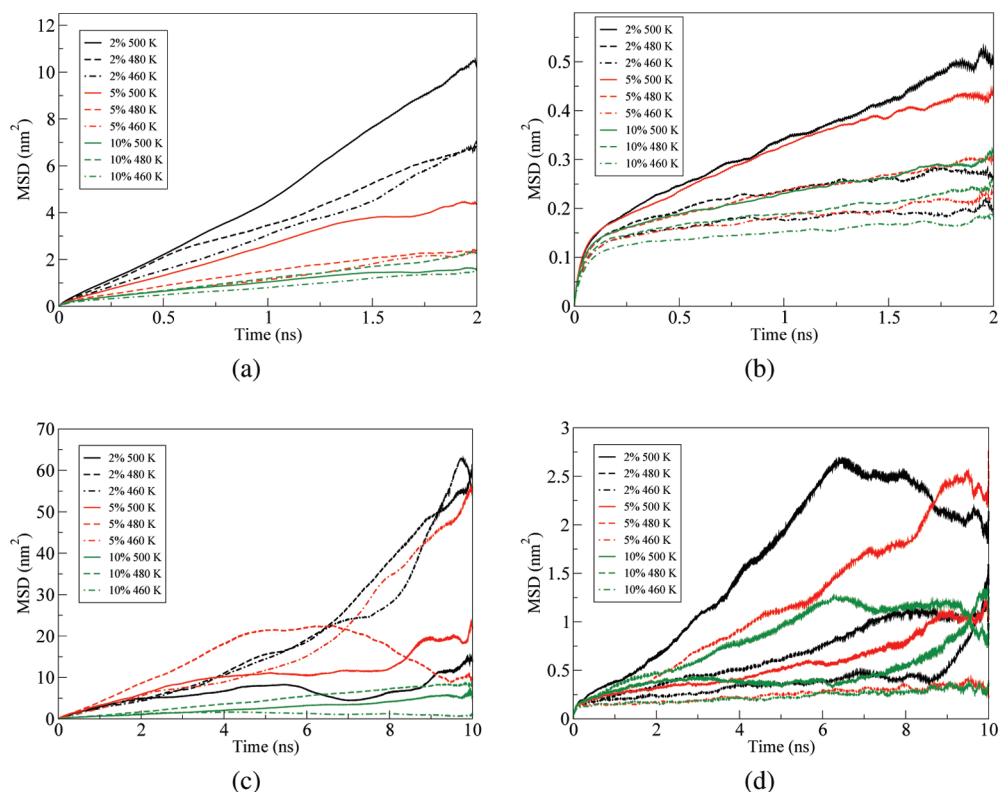 12
10
8
6
4
2
0
MSD (nm²)
2% 500 K
2% 480 K
2% 460 K
5% 500 K
5% 480 K
5% 460 K
10% 500 K
10% 480 K
10% 460 K
0 0.5 1 1.5 2
Time (ns)
(a)
0.5
0.4
0.3
0.2
0.1
0
MSD (nm²)
2% 500 K
2% 480 K
2% 460 K
5% 500 K
5% 480 K
5% 460 K
10% 500 K
10% 480 K
10% 460 K
0 0.5 1 1.5 2
Time (ns)
(b)
70
60
50
40
30
20
10
0
MSD (nm²)
2% 500 K
2% 480 K
2% 460 K
5% 500 K
5% 480 K
5% 460 K
10% 500 K
10% 480 K
10% 460 K
0 2 4 6 8 10
Time (ns)
(c)
3
2.5
2
1.5
1
0.5
0
MSD (nm²)
2% 500 K
2% 480 K
2% 460 K
5% 500 K
5% 480 K
5% 460 K
10% 500 K
10% 480 K
10% 460 K
0 2 4 6 8 10
Time (ns)
(d)